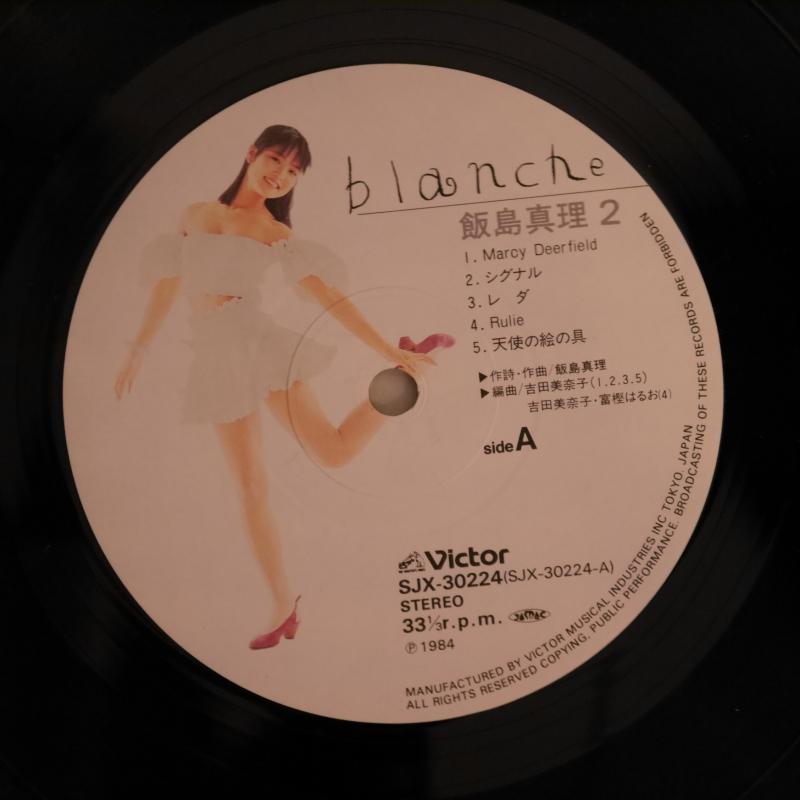 blanche
飯島真理 2
1. Marcy Deerfield
2. シグナル
3. レ ダ
4. Rulie
5. 天使の絵の具
▶作詩・作曲/飯島真理
▶編曲/吉田美奈子(1.2.3.5)
吉田美奈子・富樫はるお(4)
side A
Victor
SJX-30224(SJX-30224-A)
STEREO
33⅓r.p.m. JASRAC
Ⓟ1984
MANUFACTURED BY VICTOR MUSICAL INDUSTRIES INC TOKYO, JAPAN
ALL RIGHTS RESERVED COPYING, PUBLIC PERFORMANCE, BROADCASTING OF THESE RECORDS ARE FORBIDDEN